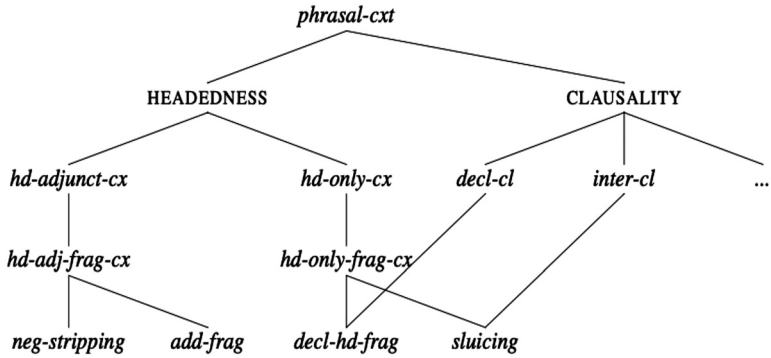 phrasal-cxt
HEADEDNESS CLAUSALITY
hd-adjunct-cx hd-only-cx decl-cl inter-cl ...
hd-adj-frag-cx hd-only-frag-cx
neg-stripping add-frag decl-hd-frag sluicing